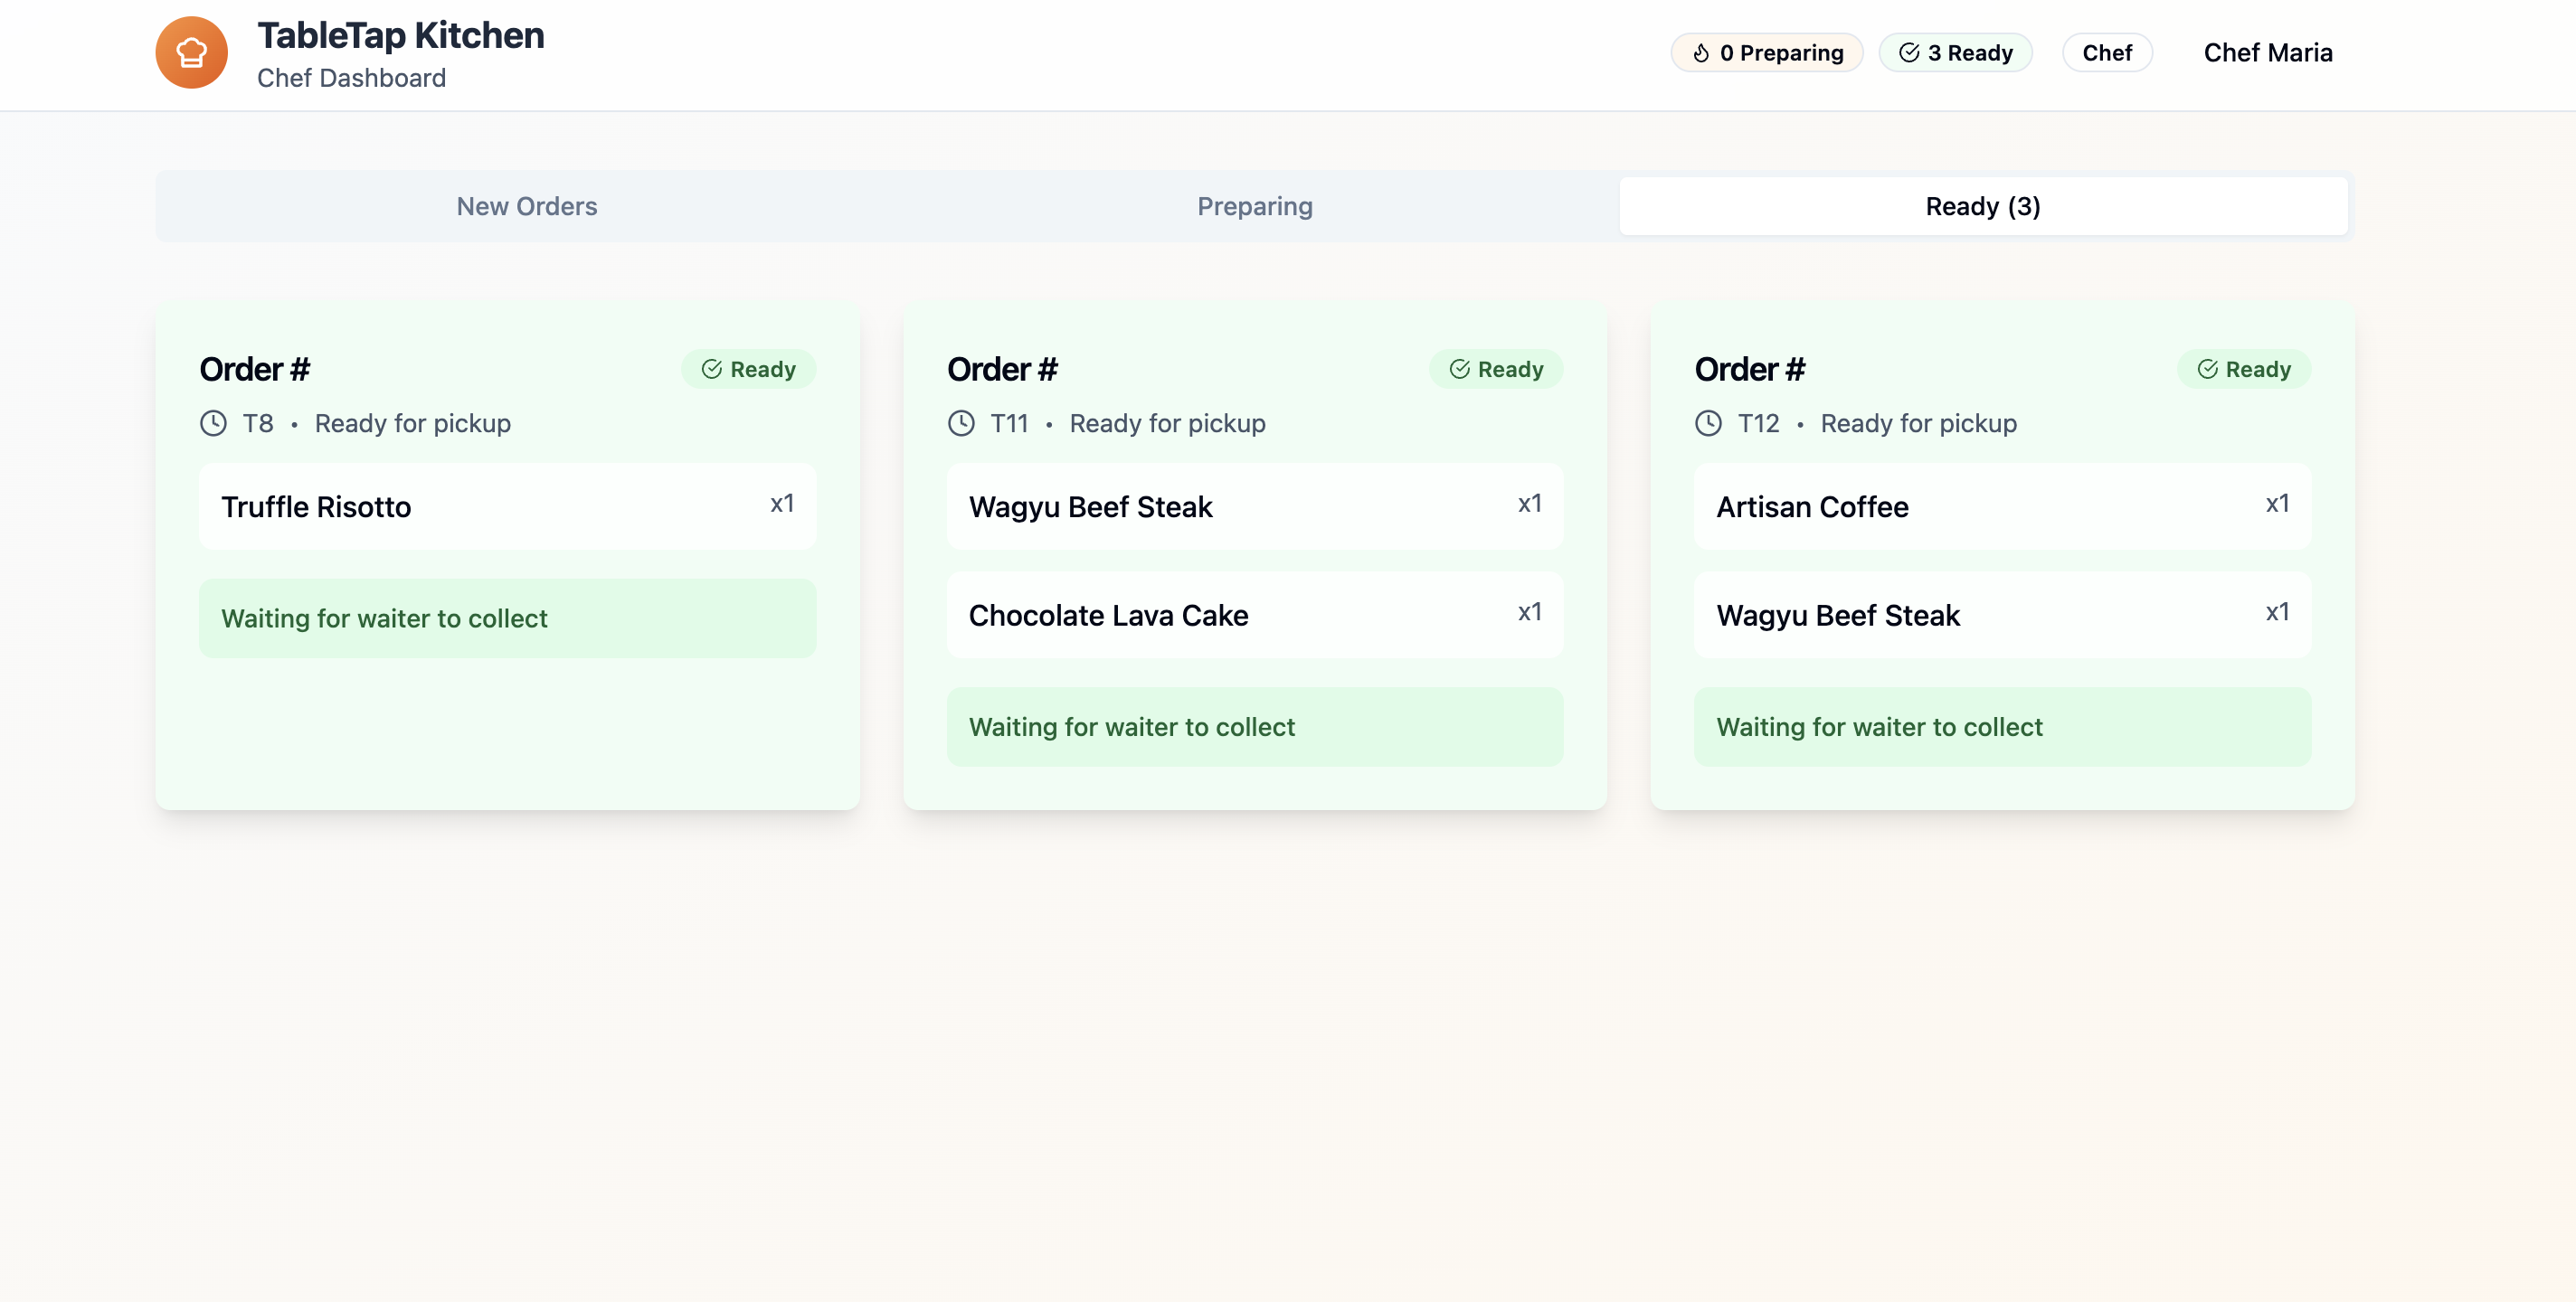 TableTap Kitchen
Chef Dashboard
0 Preparing
3 Ready
Chef
Chef Maria
New Orders
Preparing
Ready (3)
Order #
Ready
T8 • Ready for pickup
Truffle Risotto x1
Waiting for waiter to collect
Order #
Ready
T11 • Ready for pickup
Wagyu Beef Steak x1
Chocolate Lava Cake x1
Waiting for waiter to collect
Order #
Ready
T12 • Ready for pickup
Artisan Coffee x1
Wagyu Beef Steak x1
Waiting for waiter to collect